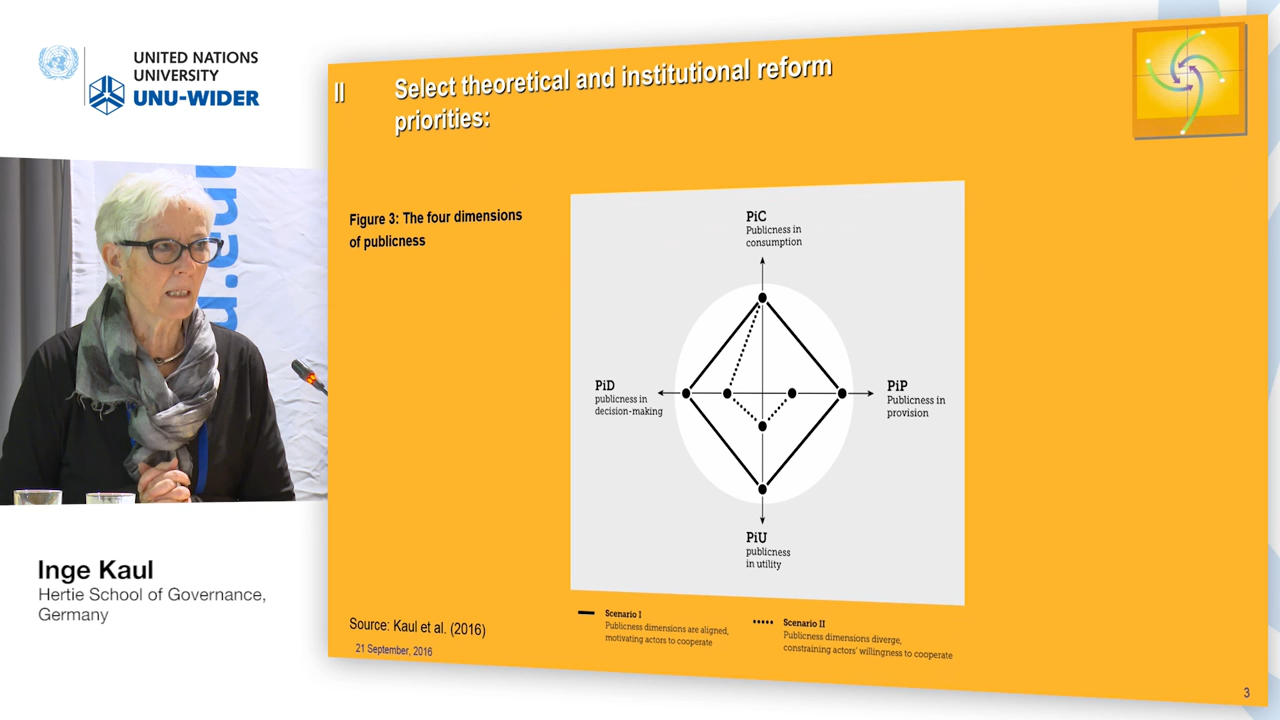 UNITED NATIONS
UNIVERSITY
UNU-WIDER
Inge Kaul
Hertie School of Governance,
Germany
II Select theoretical and institutional reform
priorities:
Figure 3: The four dimensions
of publicness
PiC
Publicness in
consumption
PiD
publicness in
decision-making
PiP
Publicness in
provision
PiU
publicness
in utility
Scenario I
Publicness dimensions are aligned,
motivating actors to cooperate
Scenario II
Publicness dimensions diverge,
constraining actors' willingness to cooperate
Source: Kaul et al. (2016)
21 September, 2016
3